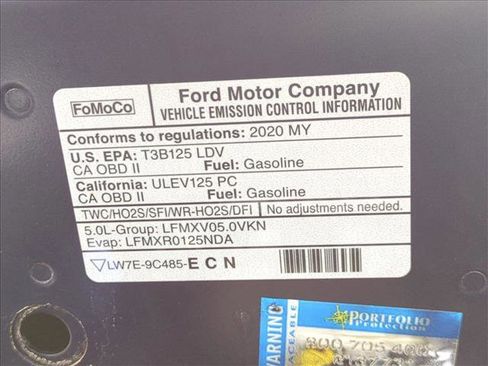 FoMoCo
Ford Motor Company
VEHICLE EMISSION CONTROL INFORMATION
Conforms to regulations: 2020 MY
U.S. EPA: T3B125 LDV
CA OBD II Fuel: Gasoline
California: ULEV125 PC
CA OBD II Fuel: Gasoline
TWC/HO2S/SFI/WR-HO2S/DFI No adjustments needed.
5.0L-Group: LFMXV05.0VKN
Evap: LFMXR0125NDA
LW7E-9C485-E C N
WARNING
PORTFOLIO
Protection
800 705